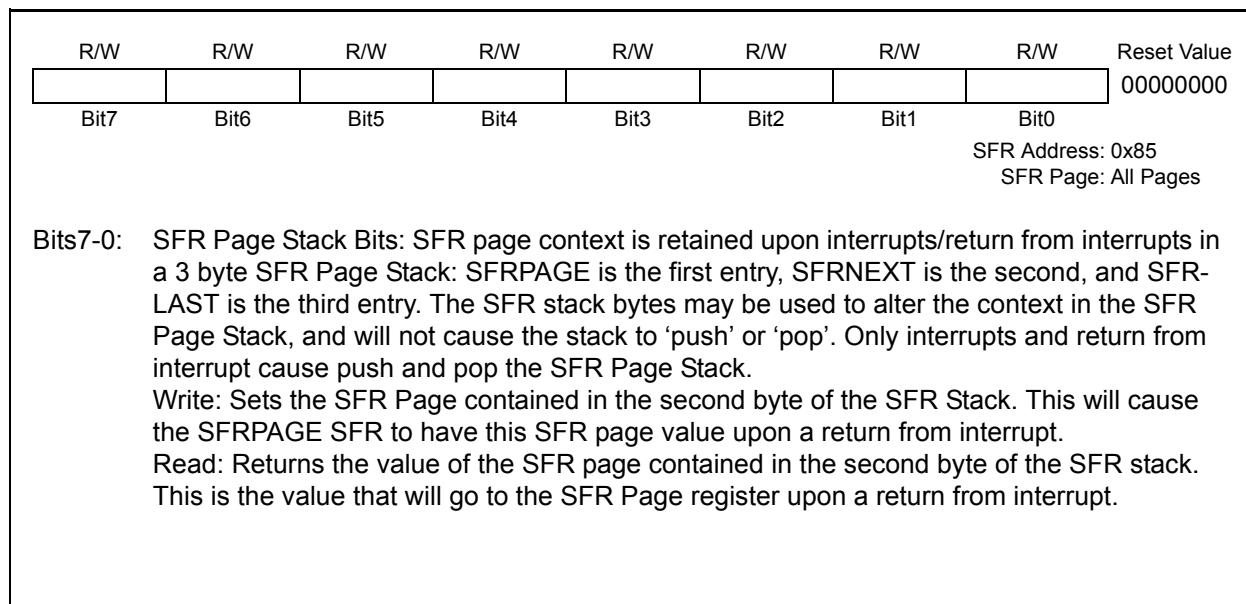 R/W R/W R/W R/W R/W R/W R/W R/W Reset Value
00000000
Bit7 Bit6 Bit5 Bit4 Bit3 Bit2 Bit1 Bit0
SFR Address: 0x85
SFR Page: All Pages
Bits7-0: SFR Page Stack Bits: SFR page context is retained upon interrupts/return from interrupts in
a 3 byte SFR Page Stack: SFRPAGE is the first entry, SFRNEXT is the second, and SFR-
LAST is the third entry. The SFR stack bytes may be used to alter the context in the SFR
Page Stack, and will not cause the stack to ‘push’ or ‘pop’. Only interrupts and return from
interrupt cause push and pop the SFR Page Stack.
Write: Sets the SFR Page contained in the second byte of the SFR Stack. This will cause
the SFRPAGE SFR to have this SFR page value upon a return from interrupt.
Read: Returns the value of the SFR page contained in the second byte of the SFR stack.
This is the value that will go to the SFR Page register upon a return from interrupt.